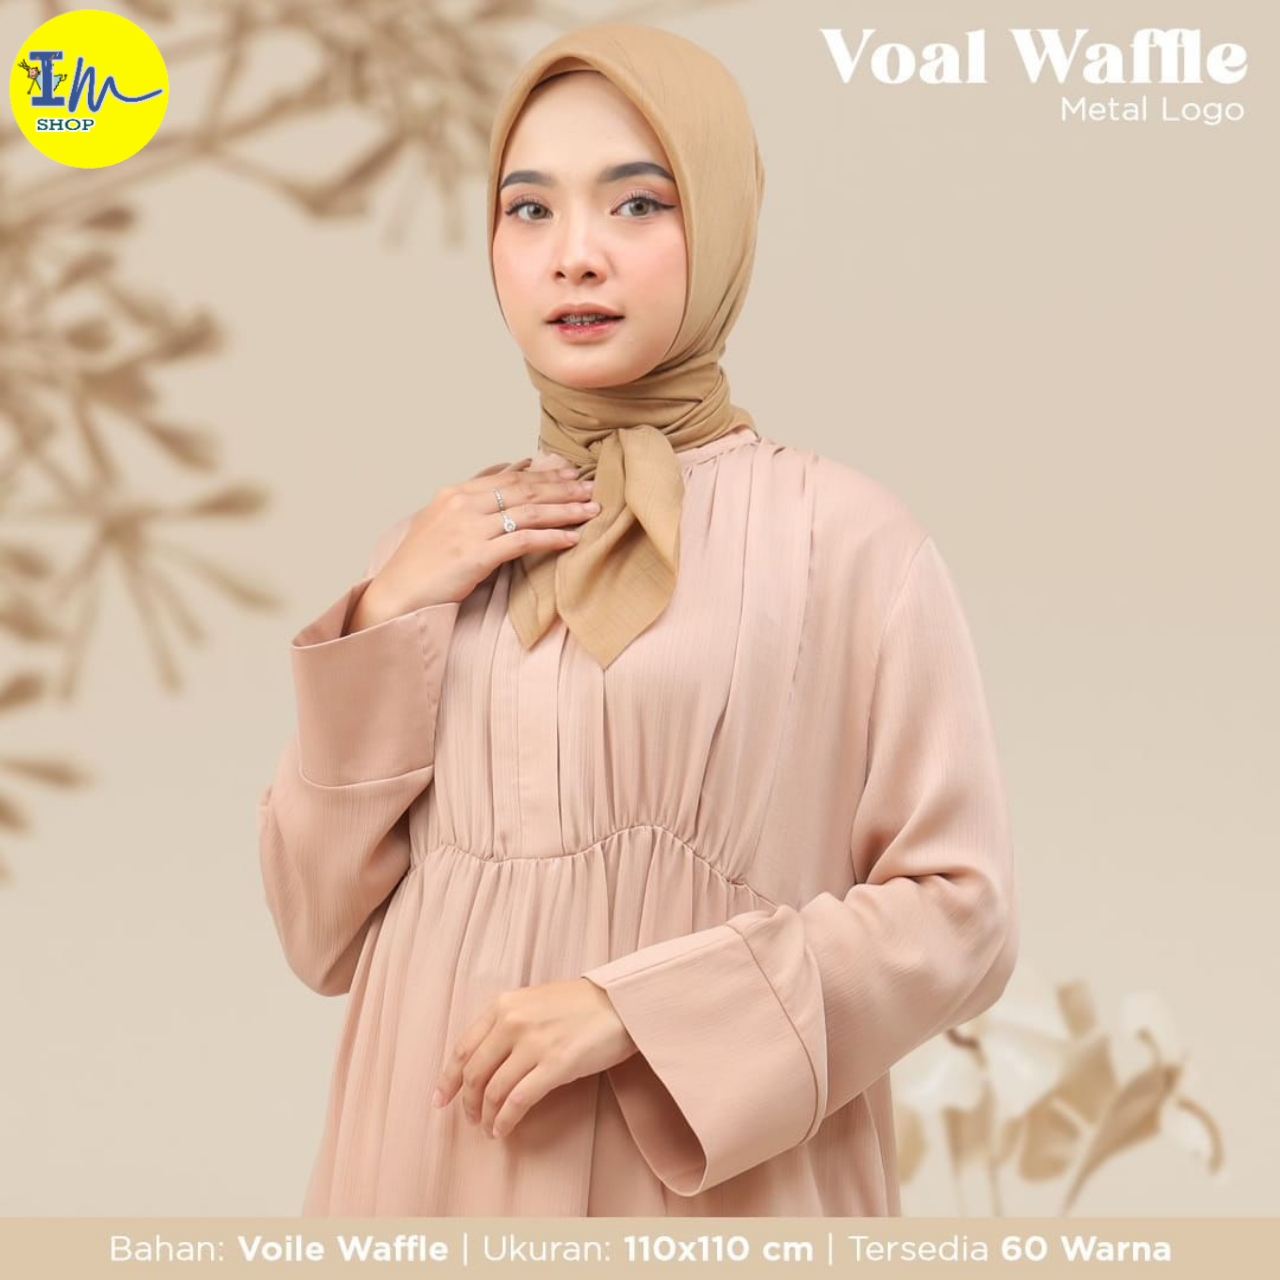 Im
SHOP
Voal Waffle
Metal Logo
Bahan: Voile Waffle | Ukuran: 110x110 cm | Tersedia 60 Warna